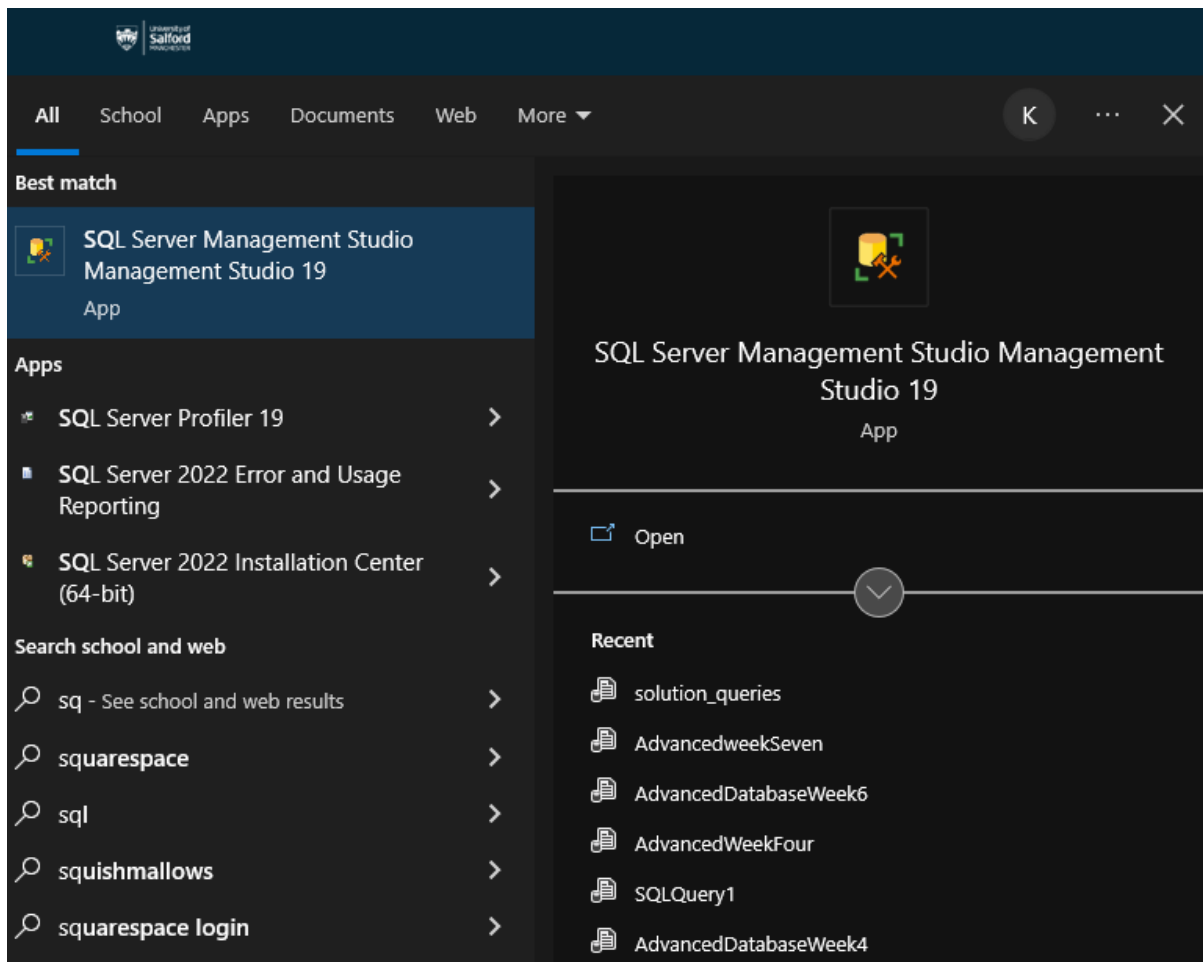 University of
Salford
MANCHESTER
All School Apps Documents Web More K ... ×
Best match
SQL Server Management Studio
Management Studio 19
App
Apps
SQL Server Profiler 19
SQL Server 2022 Error and Usage
Reporting
SQL Server 2022 Installation Center
(64-bit)
Search school and web
sq - See school and web results
squarespace
sql
squishmallows
squarespace login
SQL Server Management Studio Management
Studio 19
App
Open
Recent
solution_queries
AdvancedweekSeven
AdvancedDatabaseWeek6
AdvancedWeekFour
SQLQuery1
AdvancedDatabaseWeek4